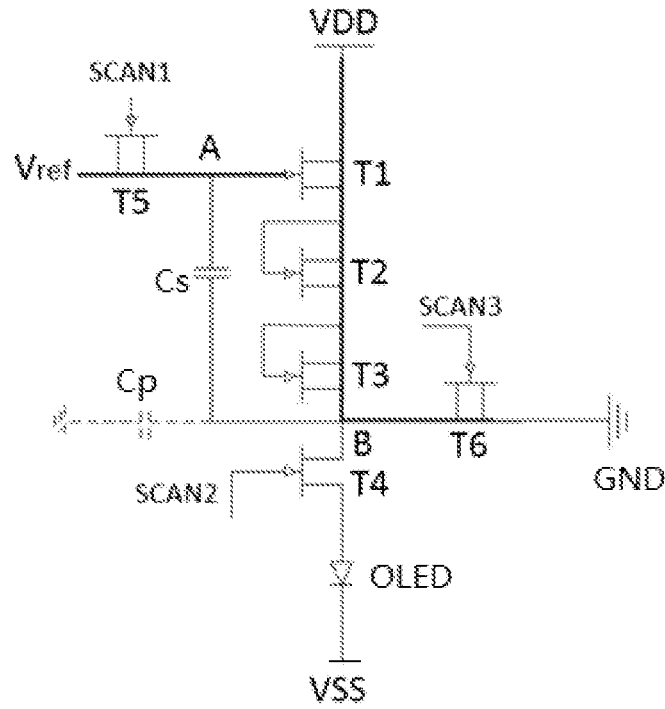 VDD
SCAN1
Vref
A
T5
T1
Cs
T2
SCAN3
Cp
T3
B
T6
SCAN2
T4
GND
OLED
VSS